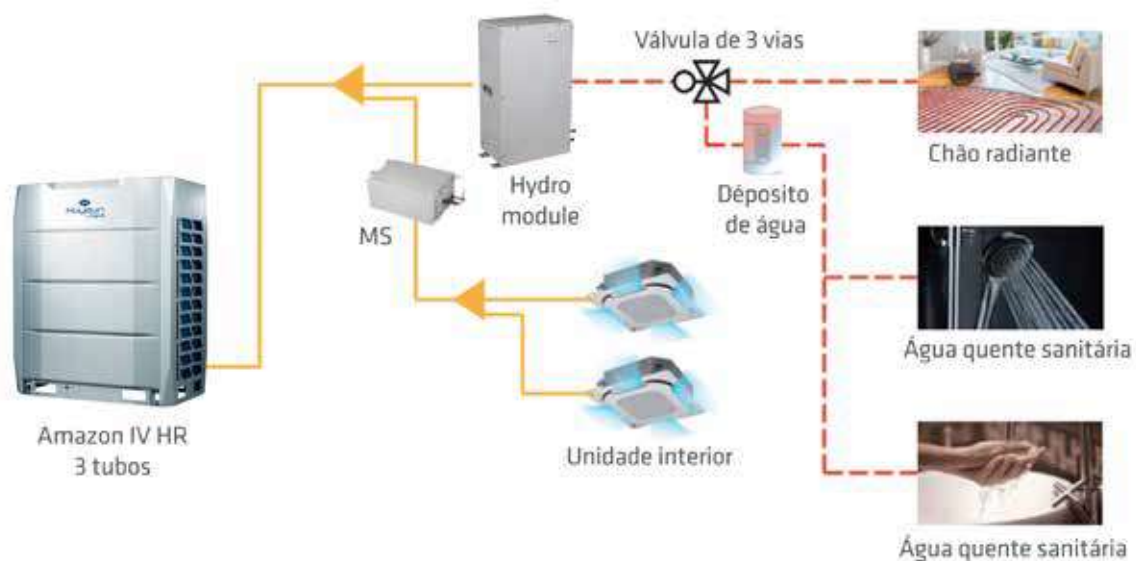 Válvula de 3 vias
Chão radiante
Hydro
module
Déposito
de água
MS
Água quente sanitária
Amazon IV HR
3 tubos
Unidade interior
Água quente sanitária